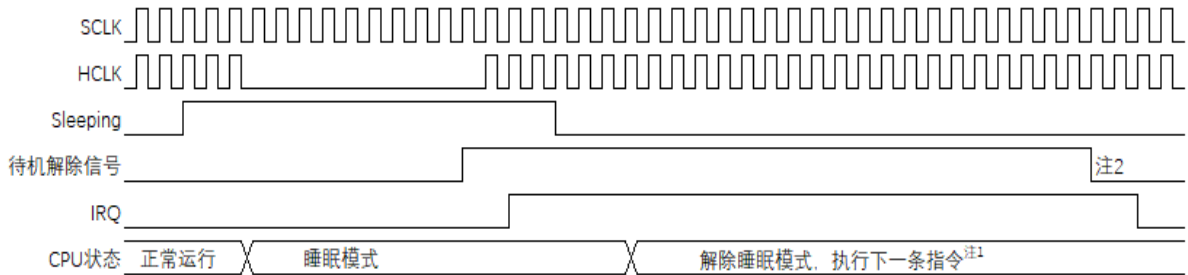 SCLK
HCLK
Sleeping
待机解除信号
注2
IRQ
CPU状态 正常运行 睡眠模式 解除睡眠模式，执行下一条指令注1